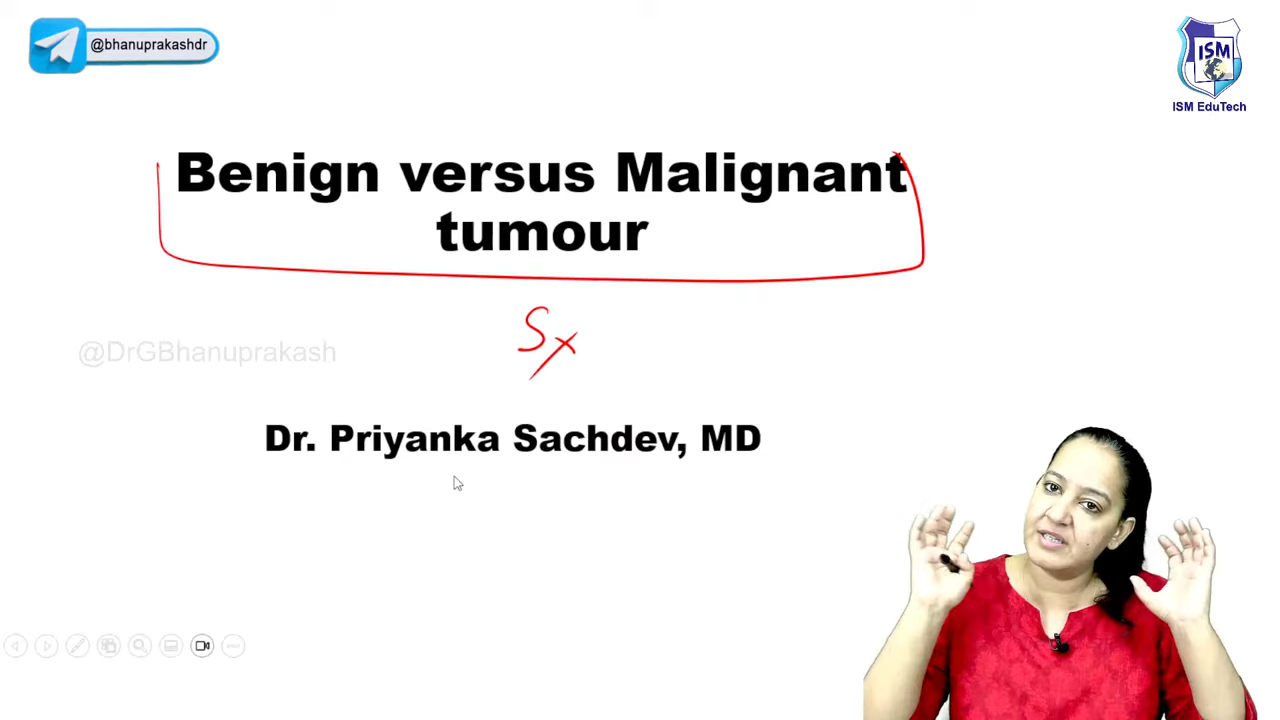 @bhanuprakashdr
ISM
ISM EduTech
Benign versus Malignant
tumour
Sx
@DrGBhanuprakash
Dr. Priyanka Sachdev, MD